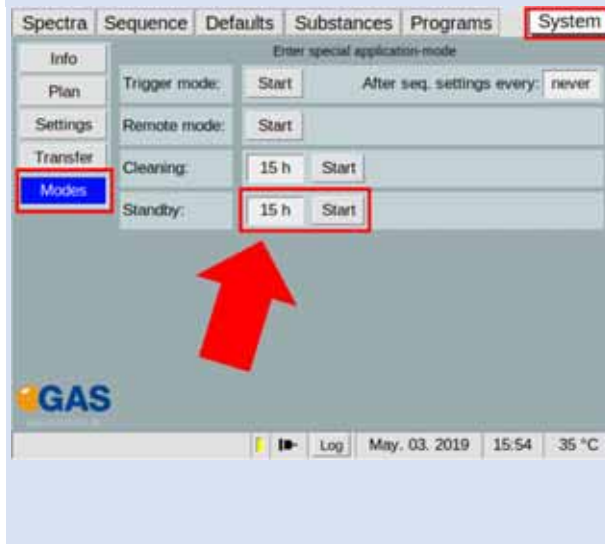 Spectra Sequence Defaults Substances Programs System
Info
Plan
Settings
Transfer
Modes
Enter special application-mode
Trigger mode: Start After seq. settings every: never
Remote mode: Start
Cleaning: 15 h Start
Standby: 15 h Start
GAS
Log May. 03. 2019 15:54 35 °C